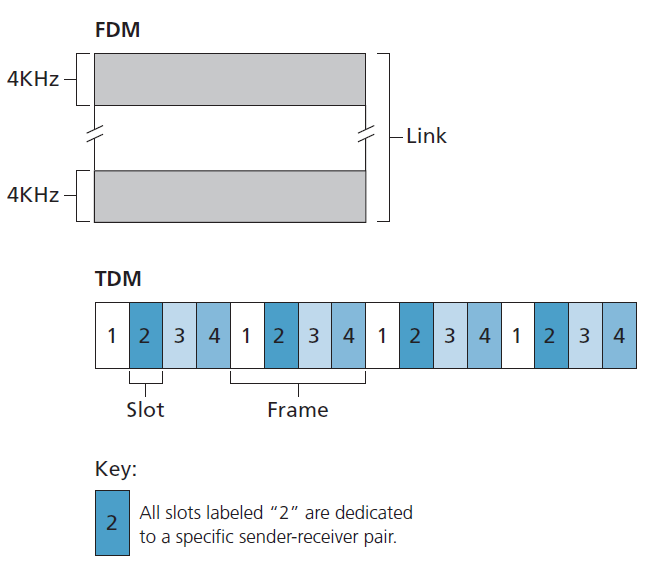 FDM
4KHz
Link
4KHz
TDM
1 2 3 4 1 2 3 4 1 2 3 4 1 2 3 4
Slot Frame
Key:
2
All slots labeled “2” are dedicated
to a specific sender-receiver pair.